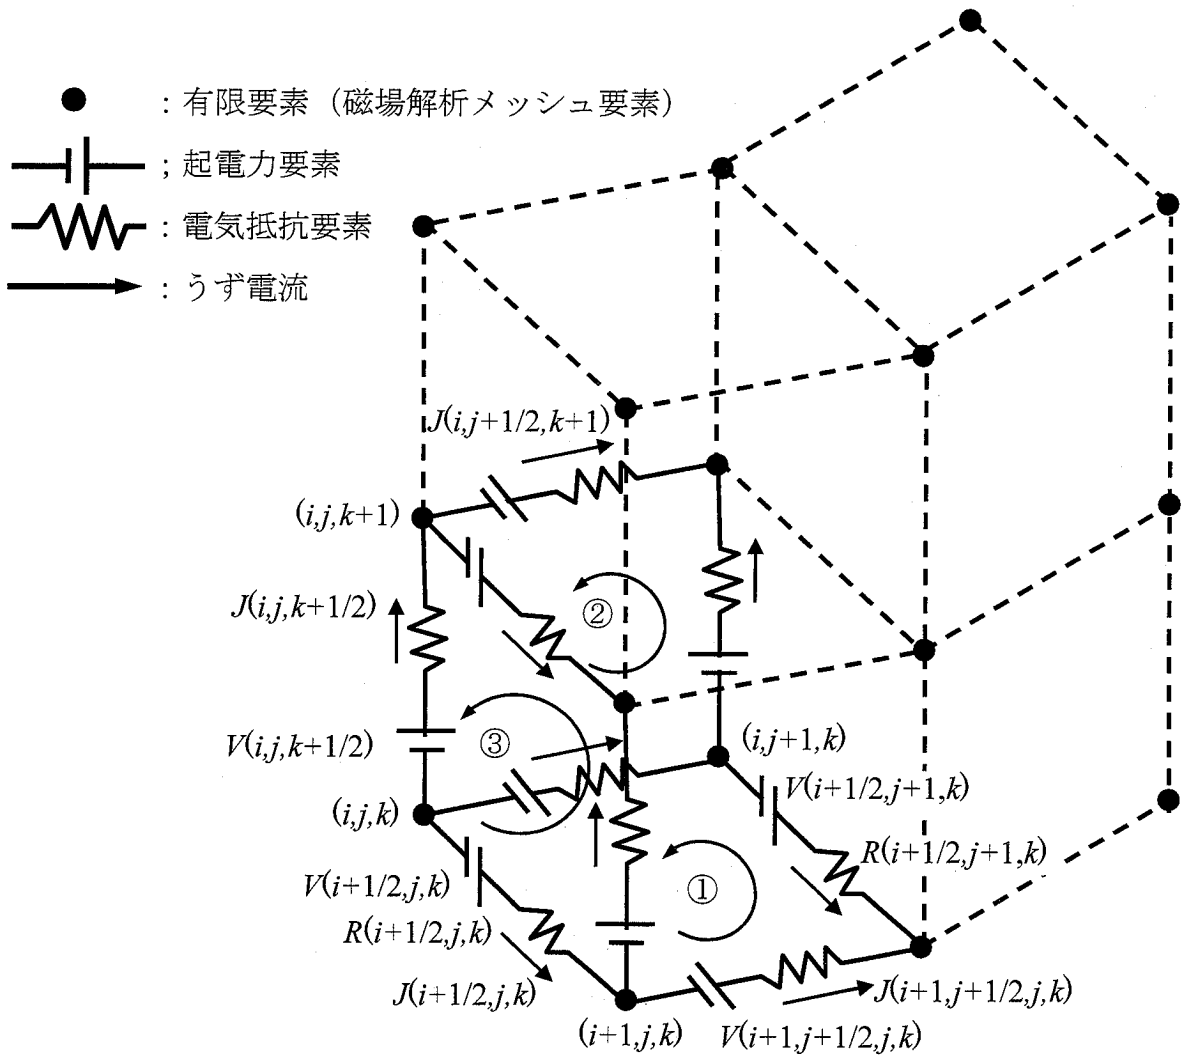 ：有限要素（磁場解析メッシュ要素）
；起電力要素
：電気抵抗要素
：うず電流
J(i,j+1/2,k+1)
(i,j,k+1)
②
J(i,j,k+1/2)
③
V(i,j,k+1/2)
(i,j+1,k)
V(i+1/2,j+1,k)
(i,j,k)
R(i+1/2,j+1,k)
V(i+1/2,j,k)
①
R(i+1/2,j,k)
J(i+1/2,j,k)
J(i+1,j+1/2,j,k)
(i+1,j,k)
V(i+1,j+1/2,j,k)